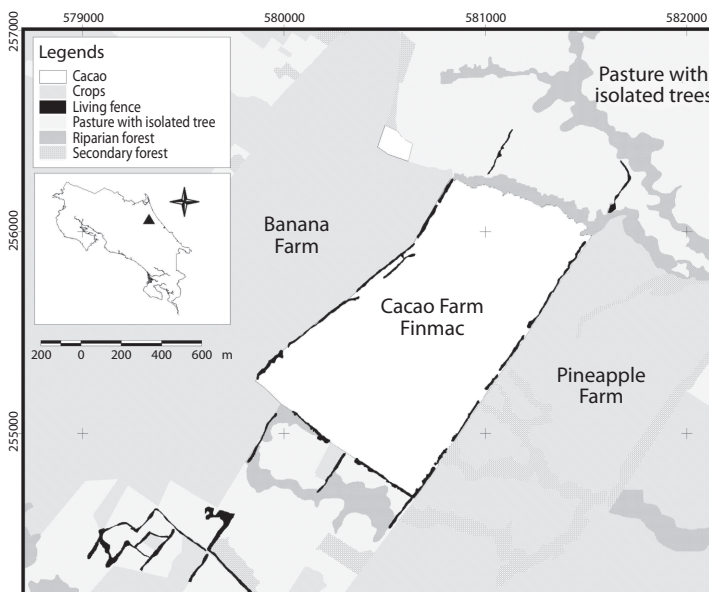 579000 580000 581000 582000
257000
256000
255000
Legends
Cacao
Crops
Living fence
Pasture with isolated tree
Riparian forest
Secondary forest
200 0 200 400 600 m
Pasture with
isolated trees
Banana
Farm
Cacao Farm
Finmac
Pineapple
Farm